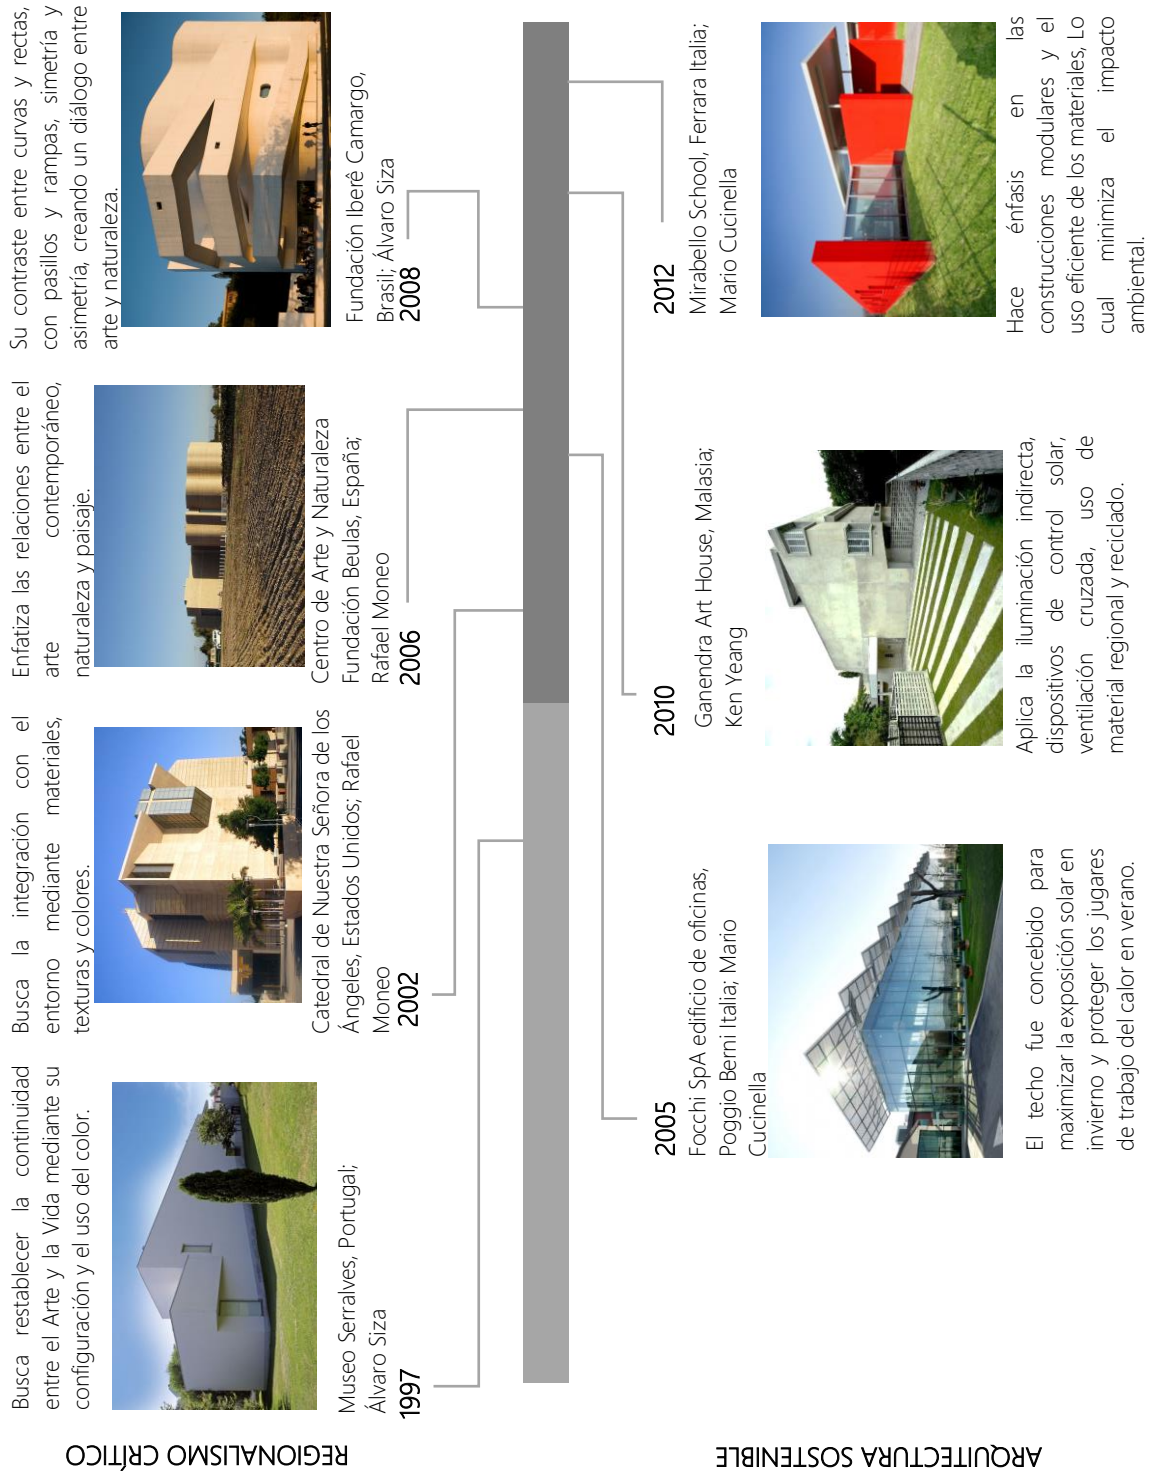 REGIONALISMO CRÍTICO
Busca restablecer la continuidad
entre el Arte y la Vida mediante su
configuración y el uso del color.
Museo Serralves, Portugal;
Álvaro Siza
1997
Busca la integración con el
entorno mediante materiales,
texturas y colores.
Catedral de Nuestra Señora de los
Ángeles, Estados Unidos; Rafael
Moneo
2002
Enfatiza las relaciones entre el
arte contemporáneo,
naturaleza y paisaje.
Centro de Arte y Naturaleza
Fundación Beulas, España;
Rafael Moneo
2006
Su contraste entre curvas y rectas,
con pasillos y rampas, simetría y
asimetría, creando un diálogo entre
arte y naturaleza.
Fundación Iberê Camargo,
Brasil; Álvaro Siza
2008
ARQUITECTURA SOSTENIBLE
2005
Focchi SpA edificio de oficinas,
Poggio Berni Italia; Mario
Cucinella
El techo fue concebido para
maximizar la exposición solar en
invierno y proteger los jugares
de trabajo del calor en verano.
2010
Ganendra Art House, Malasia;
Ken Yeang
Aplica la iluminación indirecta,
dispositivos de control solar,
ventilación cruzada, uso de
material regional y reciclado.
2012
Mirabello School, Ferrara Italia;
Mario Cucinella
Hace énfasis en las
construcciones modulares y el
uso eficiente de los materiales, Lo
cual minimiza el impacto
ambiental.